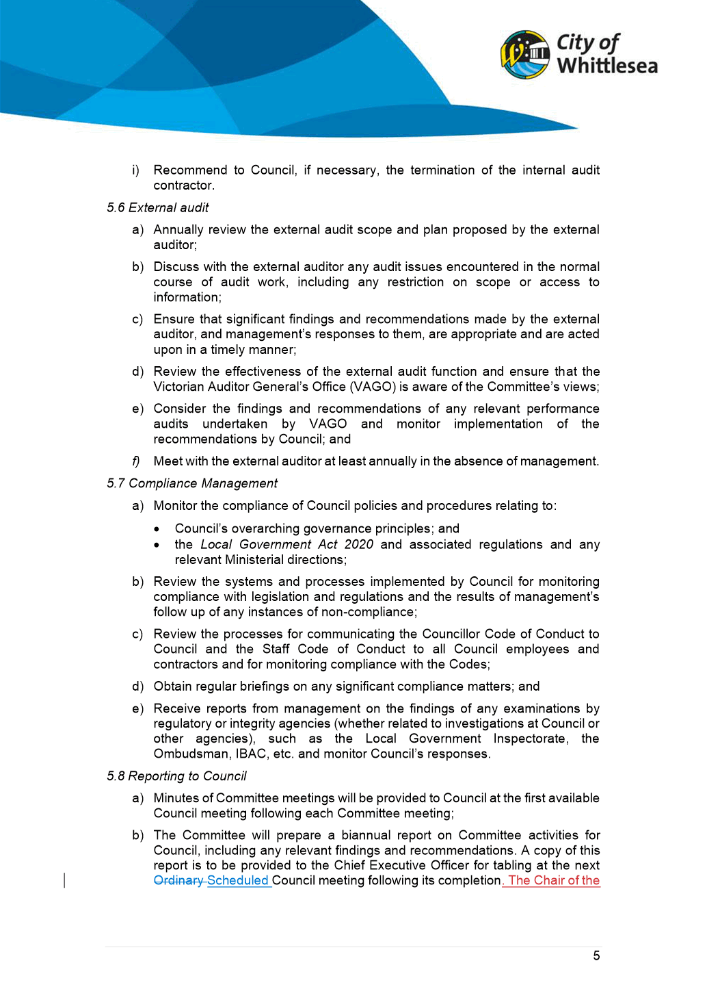 City of
Whittlesea
i) Recommend to Council, if necessary, the termination of the internal audit
contractor.
5.6 External audit
a) Annually review the external audit scope and plan proposed by the external
auditor;
b) Discuss with the external auditor any audit issues encountered in the normal
course of audit work, including any restriction on scope or access to
information;
c) Ensure that significant findings and recommendations made by the external
auditor, and management's responses to them, are appropriate and are acted
upon in a timely manner;
d) Review the effectiveness of the external audit function and ensure that the
Victorian Auditor General's Office (VAGO) is aware of the Committee's views;
e) Consider the findings and recommendations of any relevant performance
audits undertaken by VAGO and monitor implementation of the
recommendations by Council; and
f) Meet with the external auditor at least annually in the absence of management.
5.7 Compliance Management
a) Monitor the compliance of Council policies and procedures relating to:
• Council's overarching governance principles; and
• the Local Government Act 2020 and associated regulations and any
relevant Ministerial directions;
b) Review the systems and processes implemented by Council for monitoring
compliance with legislation and regulations and the results of management's
follow up of any instances of non-compliance;
c) Review the processes for communicating the Councillor Code of Conduct to
Council and the Staff Code of Conduct to all Council employees and
contractors and for monitoring compliance with the Codes;
d) Obtain regular briefings on any significant compliance matters; and
e) Receive reports from management on the findings of any examinations by
regulatory or integrity agencies (whether related to investigations at Council or
other agencies), such as the Local Government Inspectorate, the
Ombudsman, IBAC, etc. and monitor Council's responses.
5.8 Reporting to Council
a) Minutes of Committee meetings will be provided to Council at the first available
Council meeting following each Committee meeting;
b) The Committee will prepare a biannual report on Committee activities for
Council, including any relevant findings and recommendations. A copy of this
report is to be provided to the Chief Executive Officer for tabling at the next
Ordinary Scheduled Council meeting following its completion. The Chair of the
5